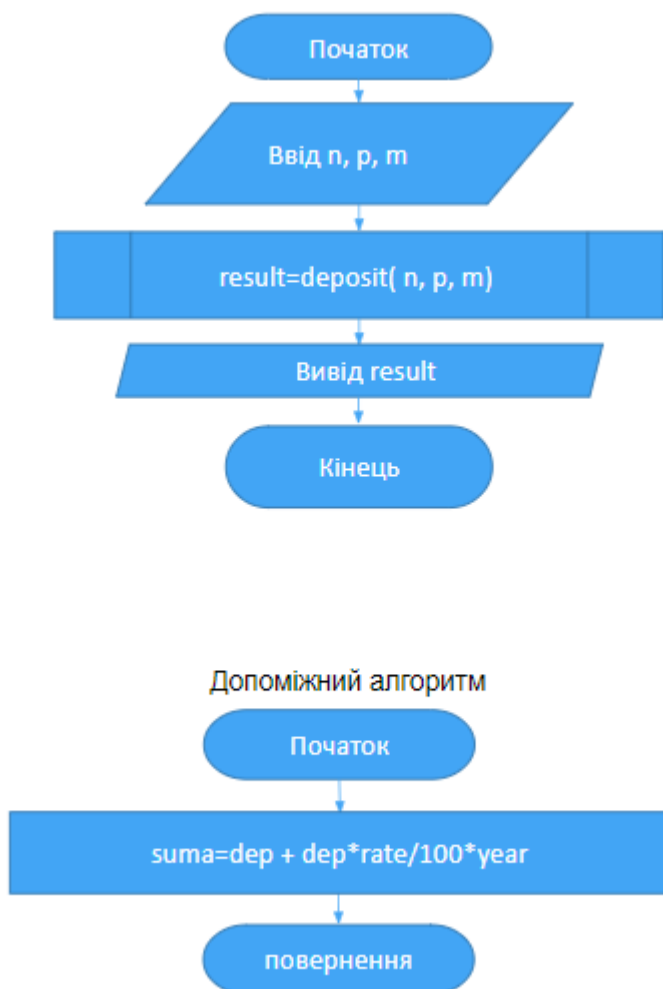 Початок
Ввід n, p, m
result=deposit( n, p, m)
Вивід result
Кінець
Допоміжний алгоритм
Початок
suma=dep + dep*rate/100*year
повернення